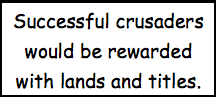 Successful crusaders
would be rewarded
with lands and titles.